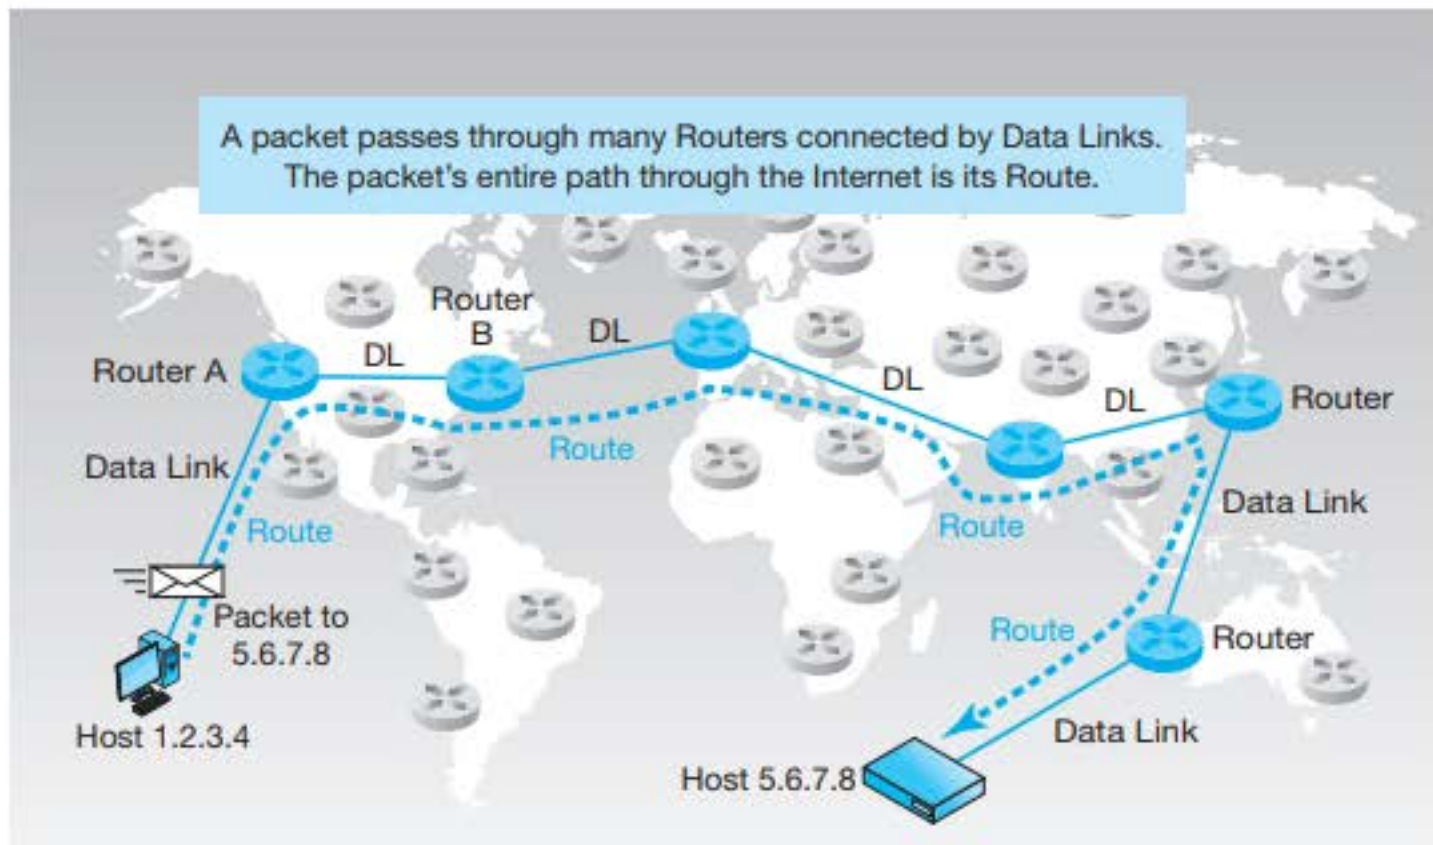 A packet passes through many Routers connected by Data Links.
The packet's entire path through the Internet is its Route.
Router
B
DL
Router A
DL
DL
DL
Router
Route
Data Link
Route
Data Link
Route
Packet to
5.6.7.8
Route
Router
Host 1.2.3.4
Data Link
Host 5.6.7.8